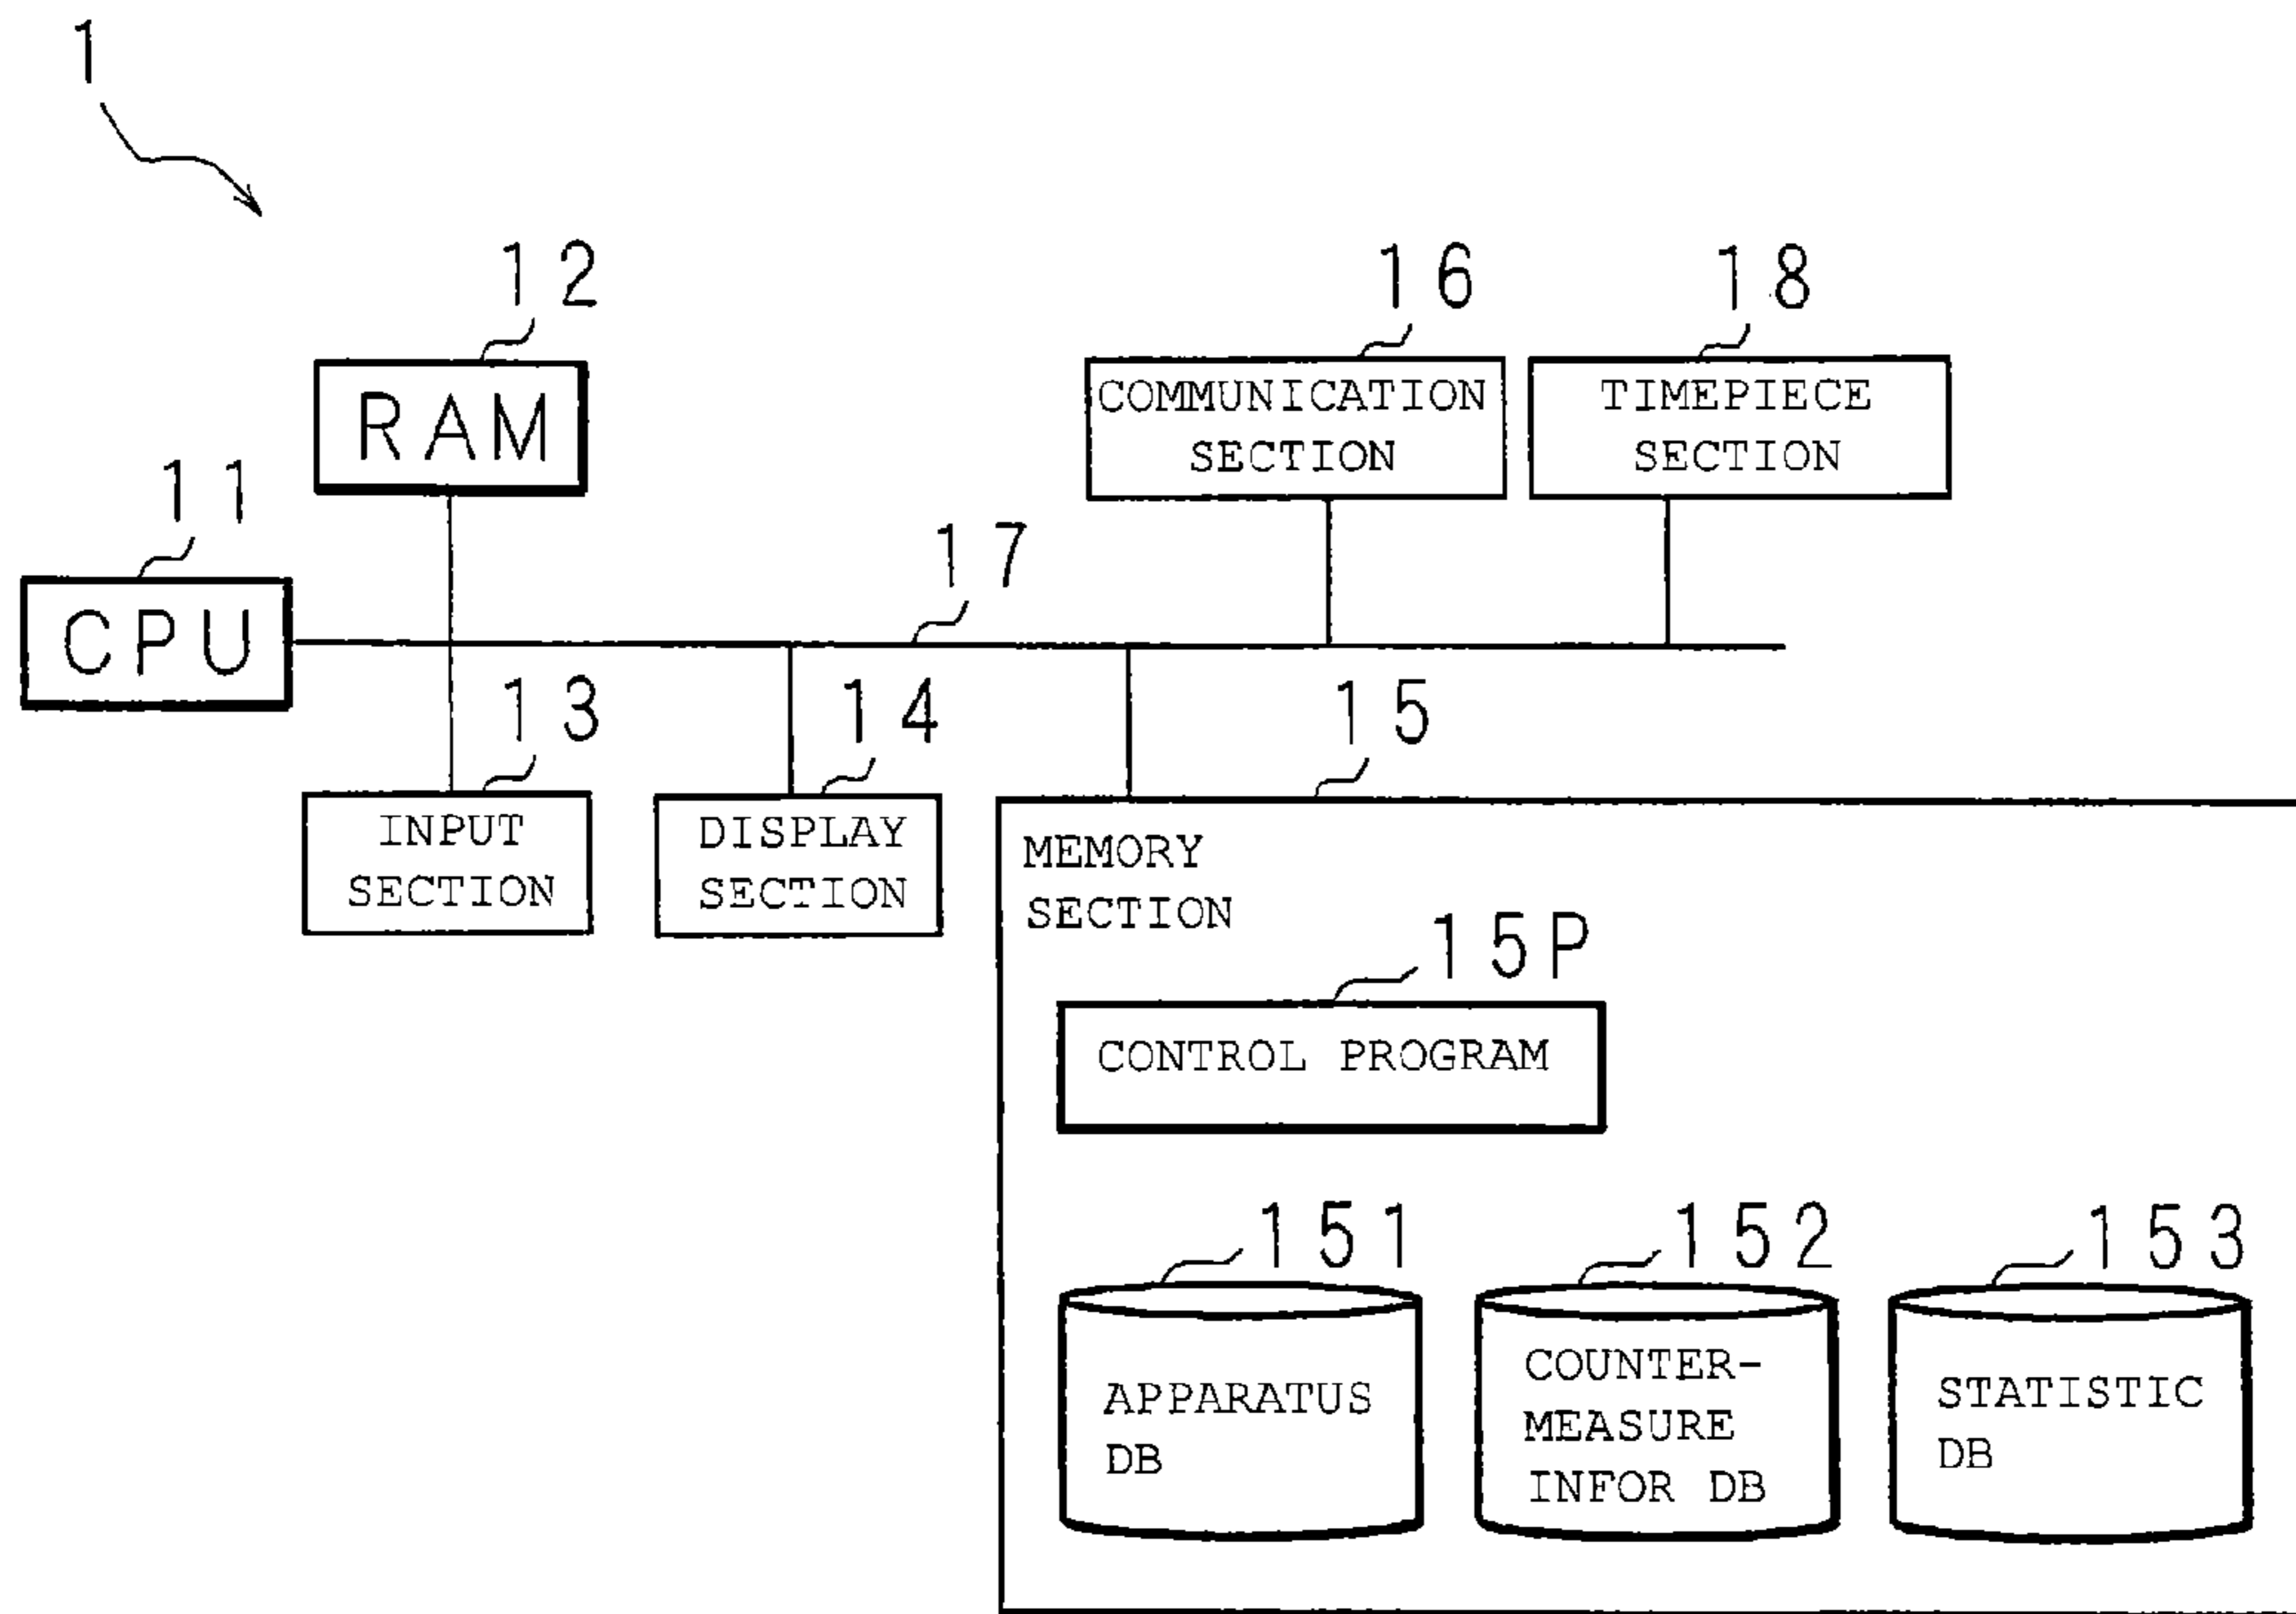 1
12
RAM
16
COMMUNICATION
SECTION
18
TIMEPIECE
SECTION
11
CPU
17
13
INPUT
SECTION
14
DISPLAY
SECTION
15
MEMORY
SECTION
15P
CONTROL PROGRAM
151
APPARATUS
DB
152
COUNTER-
MEASURE
INFOR DB
153
STATISTIC
DB